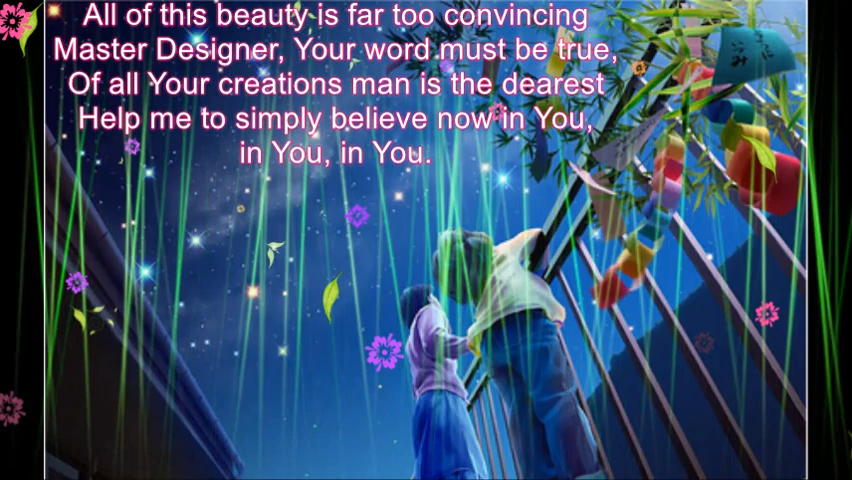 All of this beauty is far too convincing
Master Designer, Your word must be true,
Of all Your creations man is the dearest
Help me to simply believe now in You,
in You, in You.